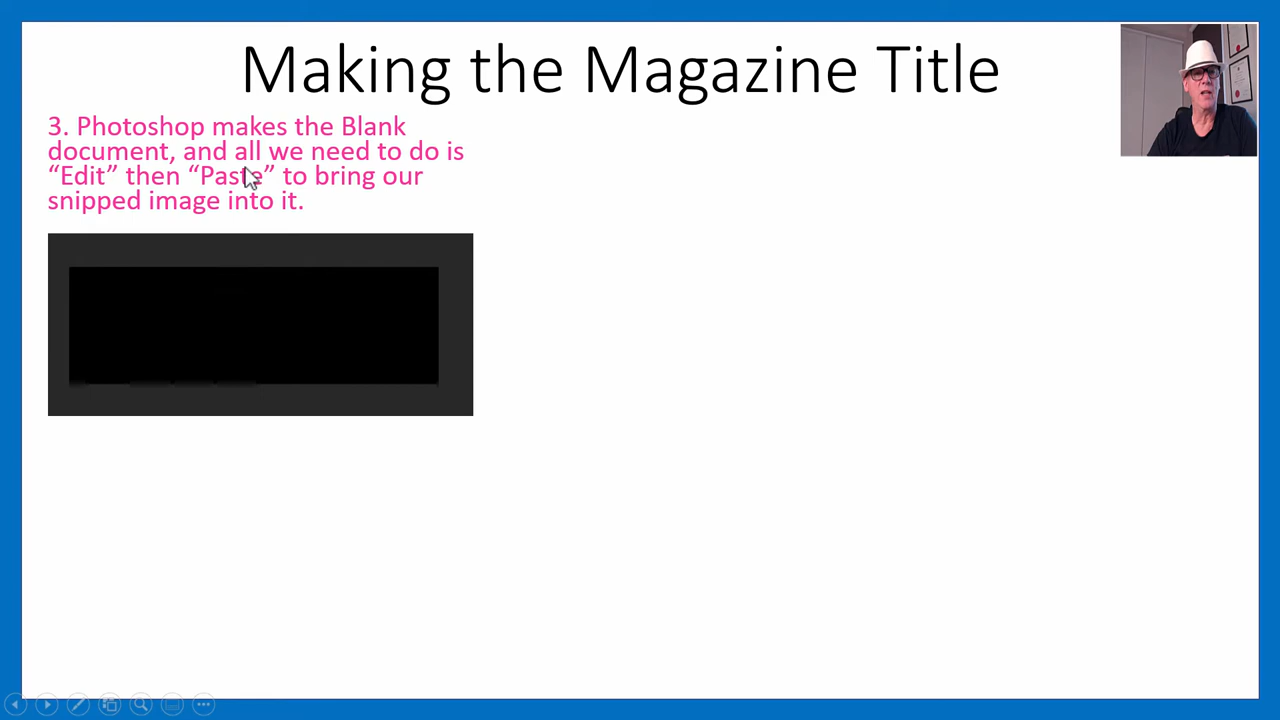 Making the Magazine Title
3. Photoshop makes the Blank
document, and all we need to do is
“Edit” then “Paste” to bring our
snipped image into it.